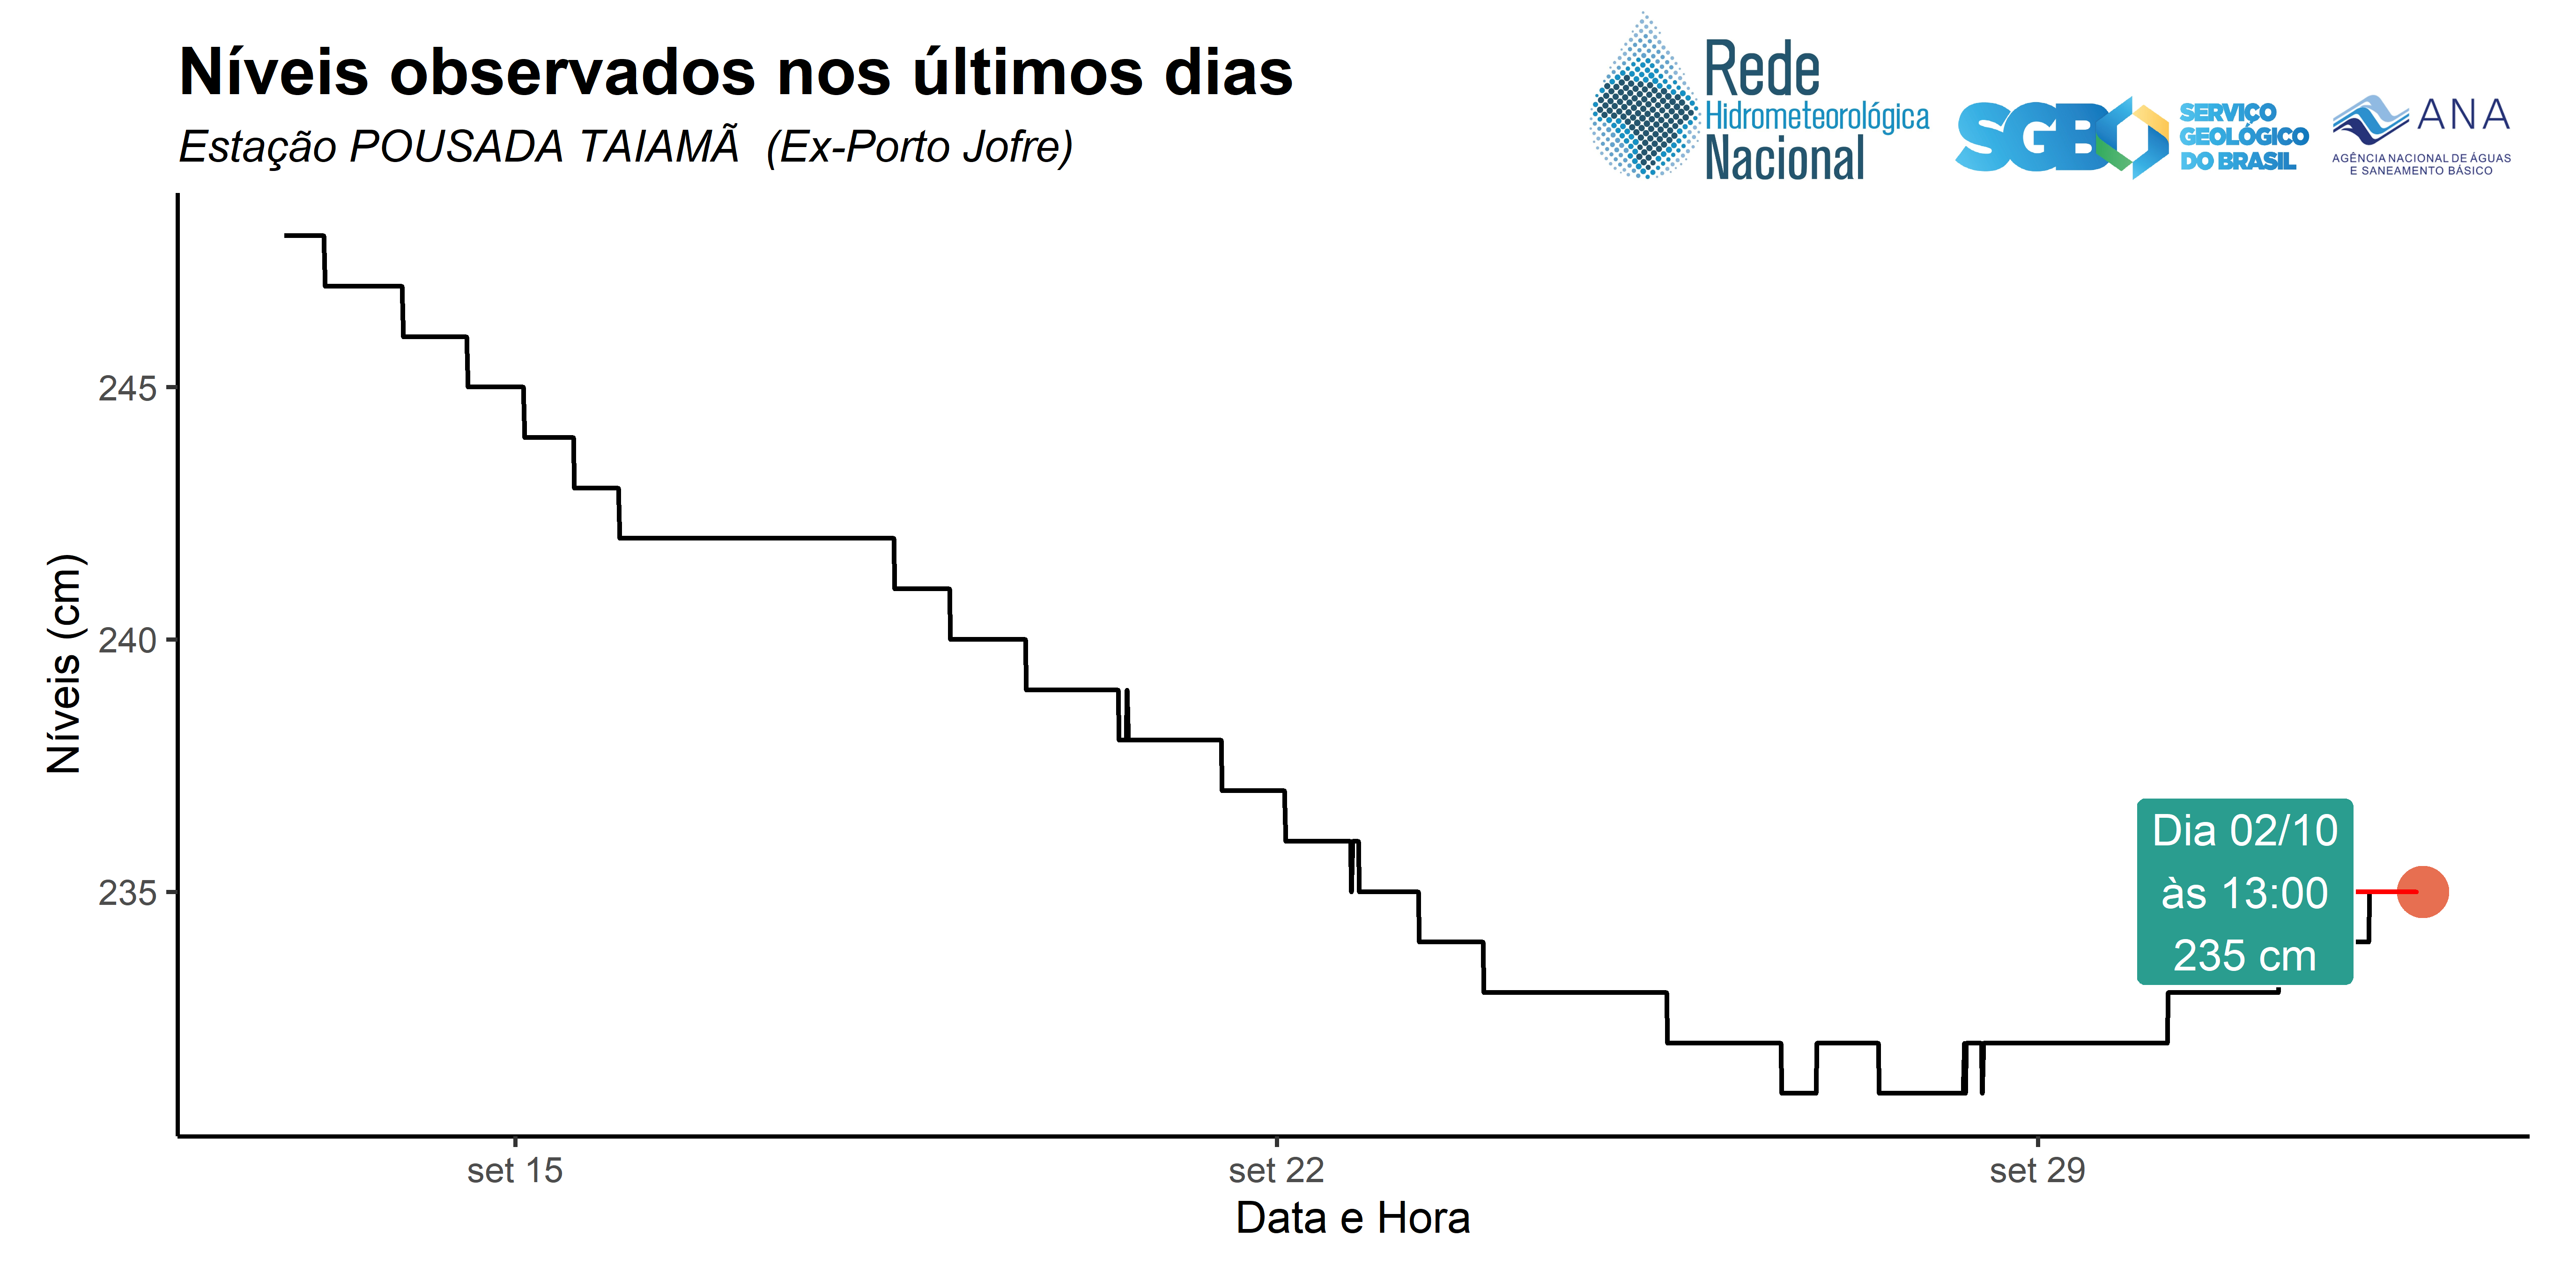 Níveis observados nos últimos dias
Estação POUSADA TAIAMÃ  (Ex-Porto Jofre)
Rede
Hidrometeorológica
Nacional
SGB
SERVIÇO
GEOLÓGICO
DO BRASIL
ANA
AGÊNCIA NACIONAL DE ÁGUAS
E SANEAMENTO BÁSICO
Níveis (cm)
245
240
235
Dia 02/10
às 13:00
235 cm
set 15
set 22
set 29
Data e Hora